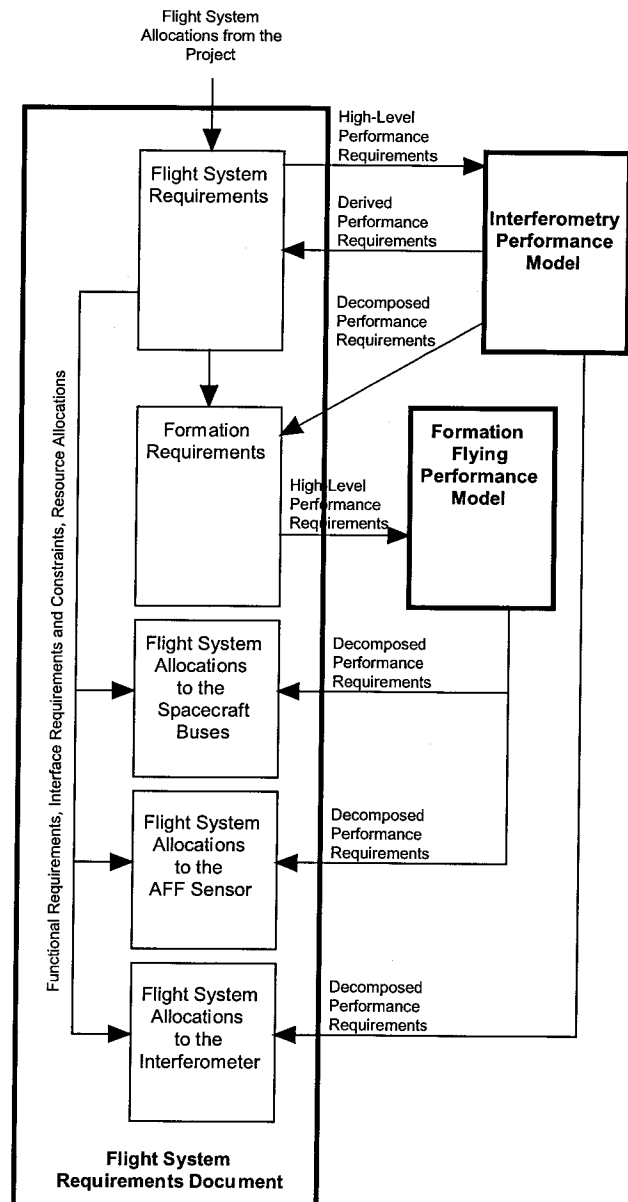 Flight System
Allocations from the
Project
High-Level
Performance
Requirements
Flight System
Requirements
Derived
Performance
Requirements
Interferometry
Performance
Model
Decomposed
Performance
Requirements
Formation
Requirements
Formation
Flying
Performance
Model
High-Level
Performance
Requirements
Functional Requirements, Interface Requirements and Constraints, Resource Allocations
Flight System
Allocations
to the
Spacecraft
Buses
Decomposed
Performance
Requirements
Flight System
Allocations
to the
AFF Sensor
Decomposed
Performance
Requirements
Flight System
Allocations
to the
Interferometer
Decomposed
Performance
Requirements
Flight System
Requirements Document